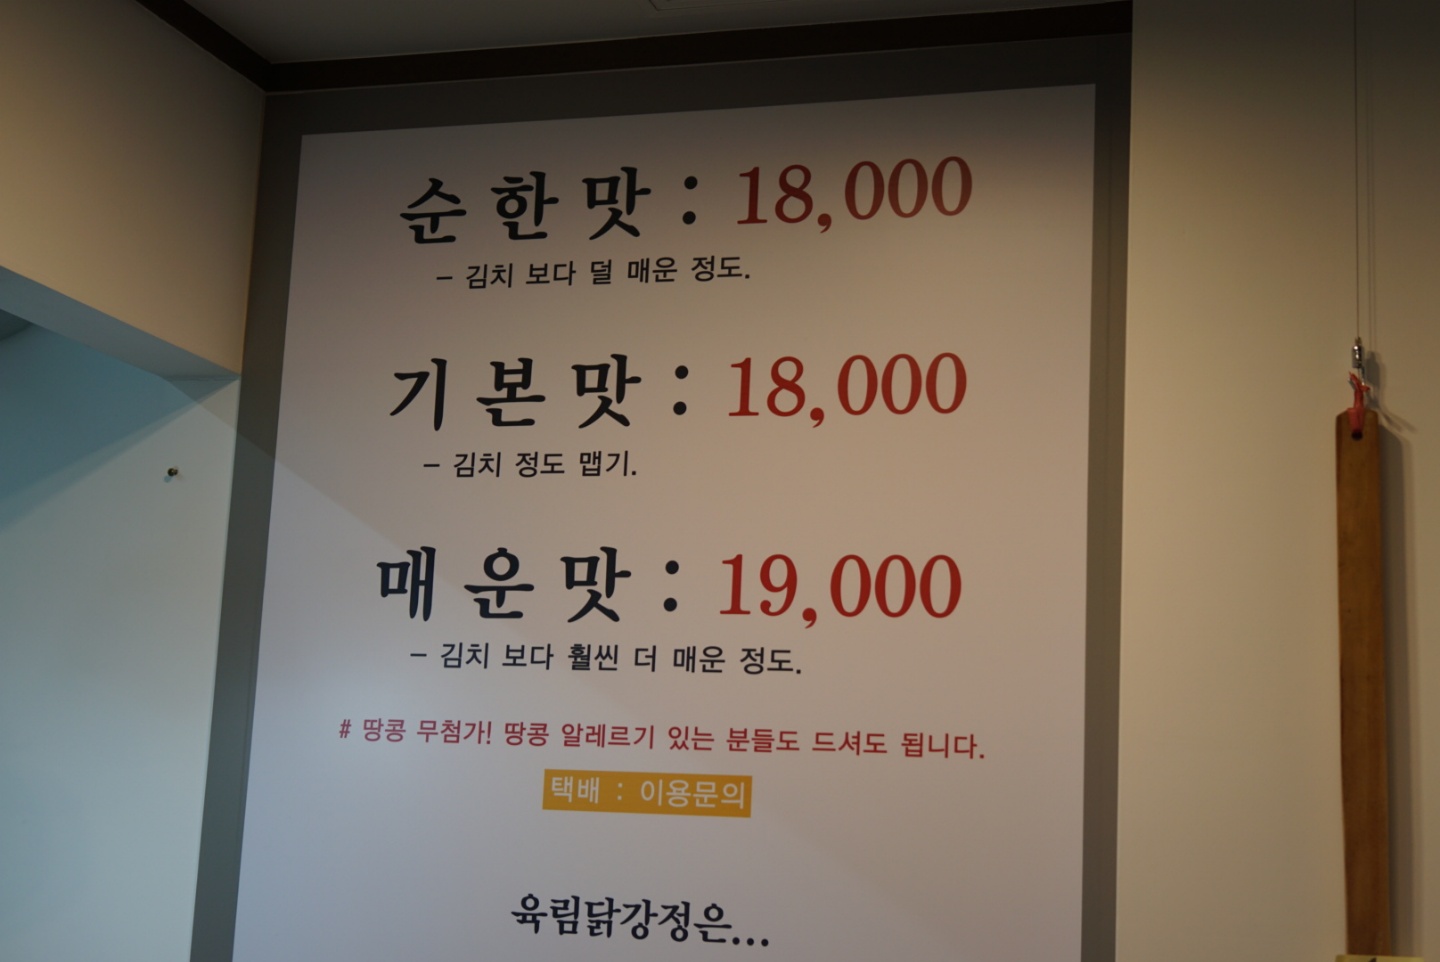 순한맛 : 18,000
– 김치 보다 덜 매운 정도.
기본맛 : 18,000
– 김치 정도 맵기.
매운맛 : 19,000
– 김치 보다 훨씬 더 매운 정도.
# 땅콩 무첨가! 땅콩 알레르기 있는 분들도 드셔도 됩니다.
택배 : 이용문의
육림닭강정은...